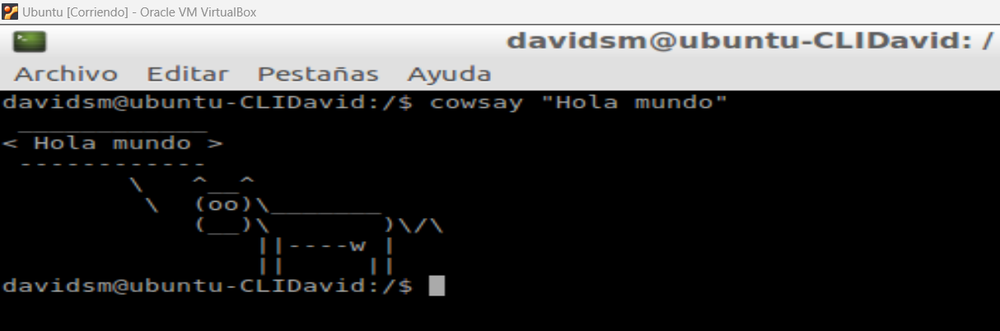 Ubuntu [Corriendo] - Oracle VM VirtualBox
davidsm@ubuntu-CLIDavid: /
Archivo Editar Pestañas Ayuda
davidsm@ubuntu-CLIDavid:/$ cowsay "Hola mundo"
 ____________
< Hola mundo >
 ------------
        \   ^__^
         \  (oo)\_______
            (__)\       )\/\
                ||----w |
                ||     ||
davidsm@ubuntu-CLIDavid:/$